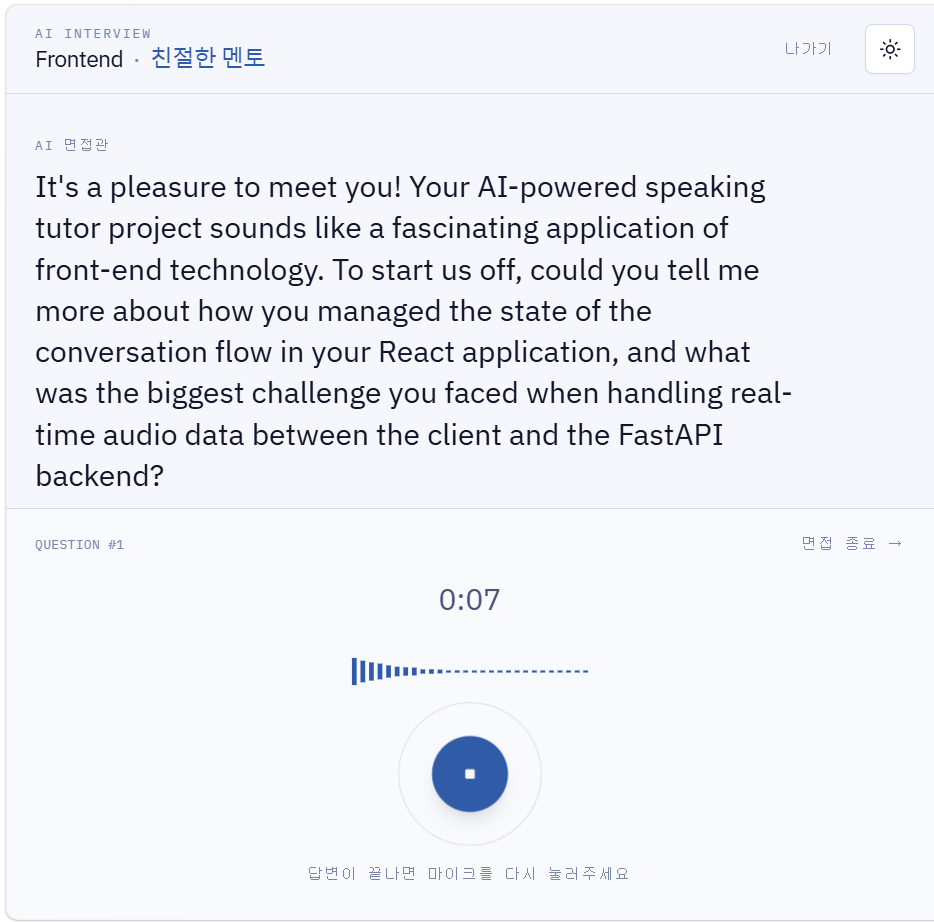 AI INTERVIEW
Frontend · 친절한 멘토
나가기
AI 면접관
It's a pleasure to meet you! Your AI-powered speaking
tutor project sounds like a fascinating application of
front-end technology. To start us off, could you tell me
more about how you managed the state of the
conversation flow in your React application, and what
was the biggest challenge you faced when handling real-
time audio data between the client and the FastAPI
backend?
QUESTION #1
면접 종료 →
0:07
답변이 끝나면 마이크를 다시 눌러주세요